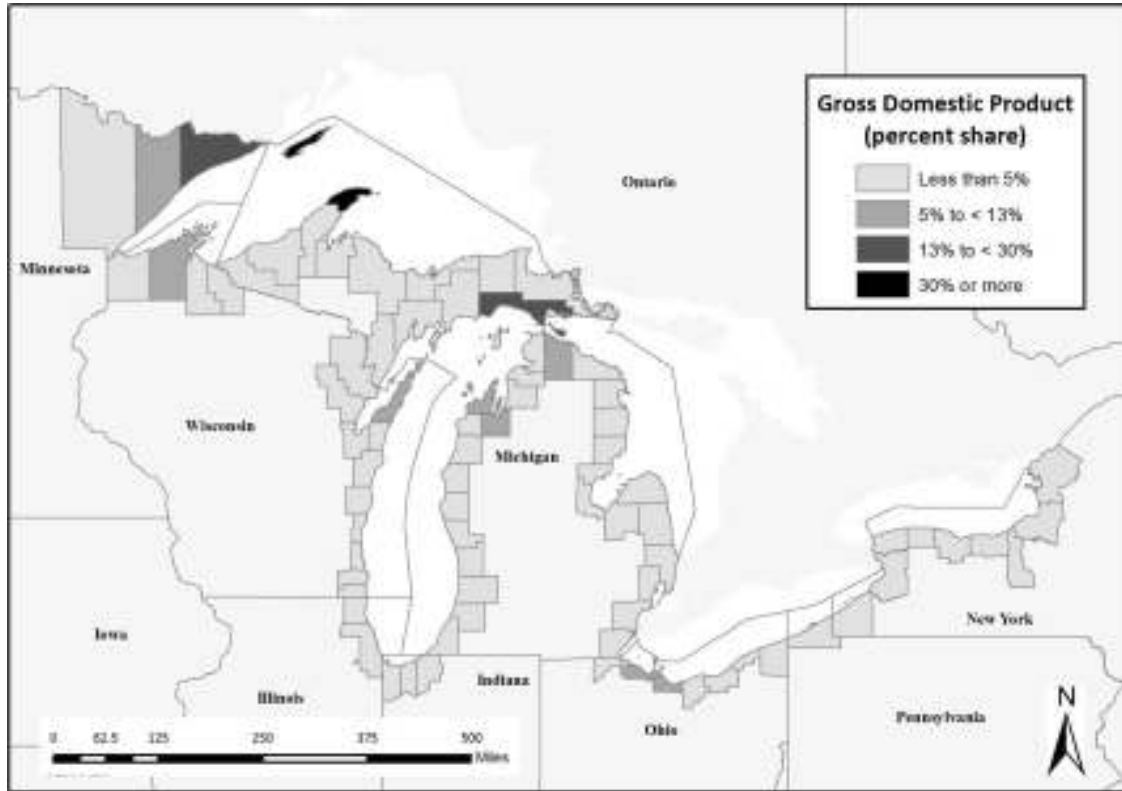 Gross Domestic Product
(percent share)
Less than 5%
5% to < 13%
13% to < 30%
30% or more
Ontario
Minnesota
Wisconsin
Michigan
Iowa
Illinois
Indiana
Ohio
New York
Pennsylvania
N
0 62.5 125 250 375 500
Miles